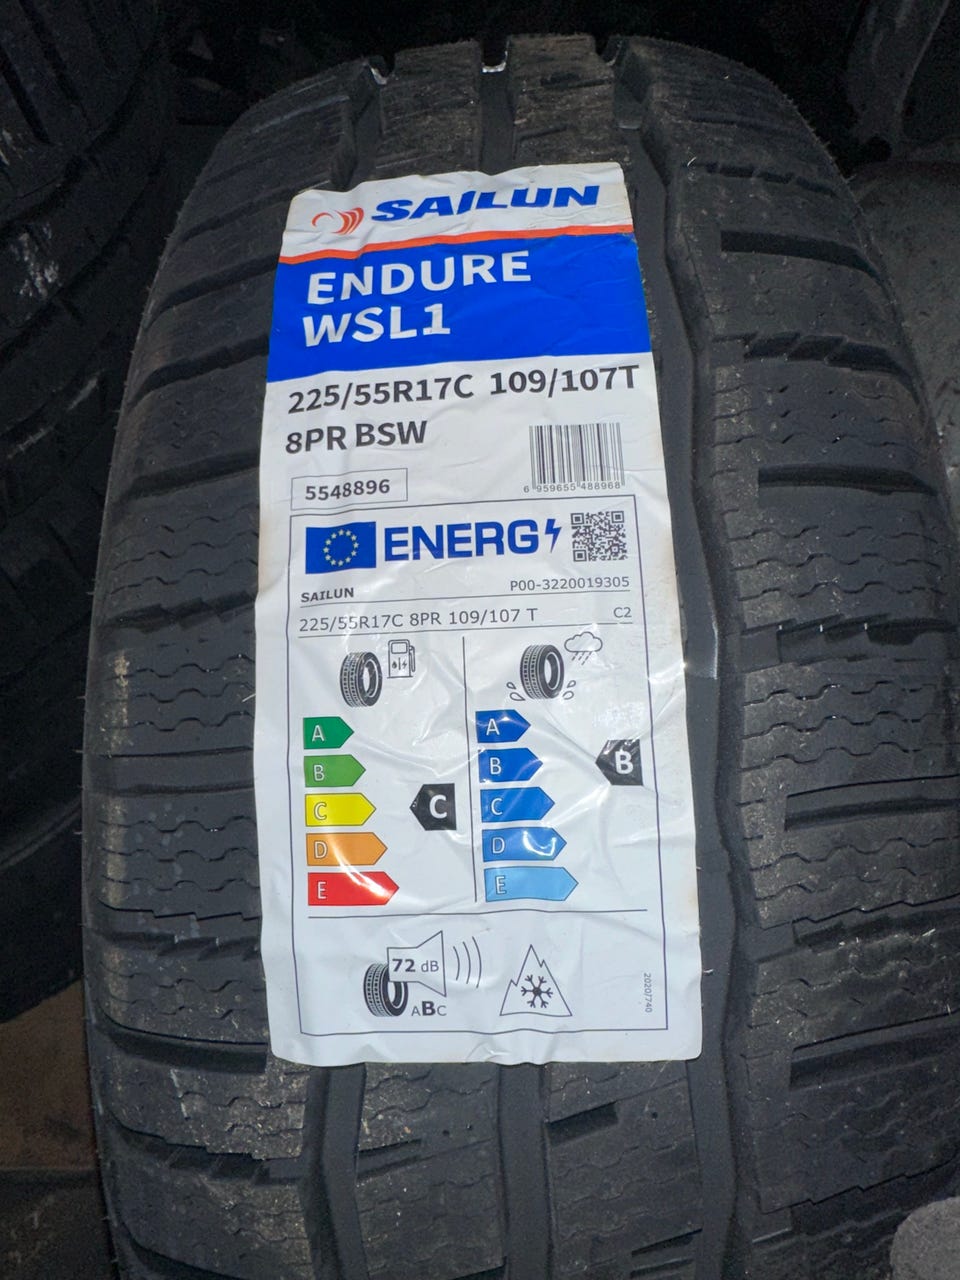 SAILUN
ENDURE
WSL1
225/55R17C 109/107T
8PR BSW
5548896
6 959655 488968
ENERG
SAILUN P00-3220019305
225/55R17C 8PR 109/107 T C2
A
B
C
D
E
C
A
B
C
D
E
B
72 dB
ABC
2020/740